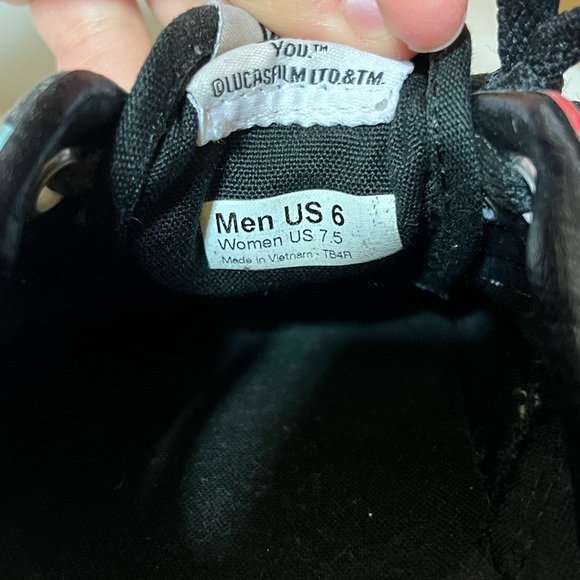 YOU.™
©LUCASFILM LTD.&TM.
Men US 6
Women US 7.5
Made in Vietnam - TB4R